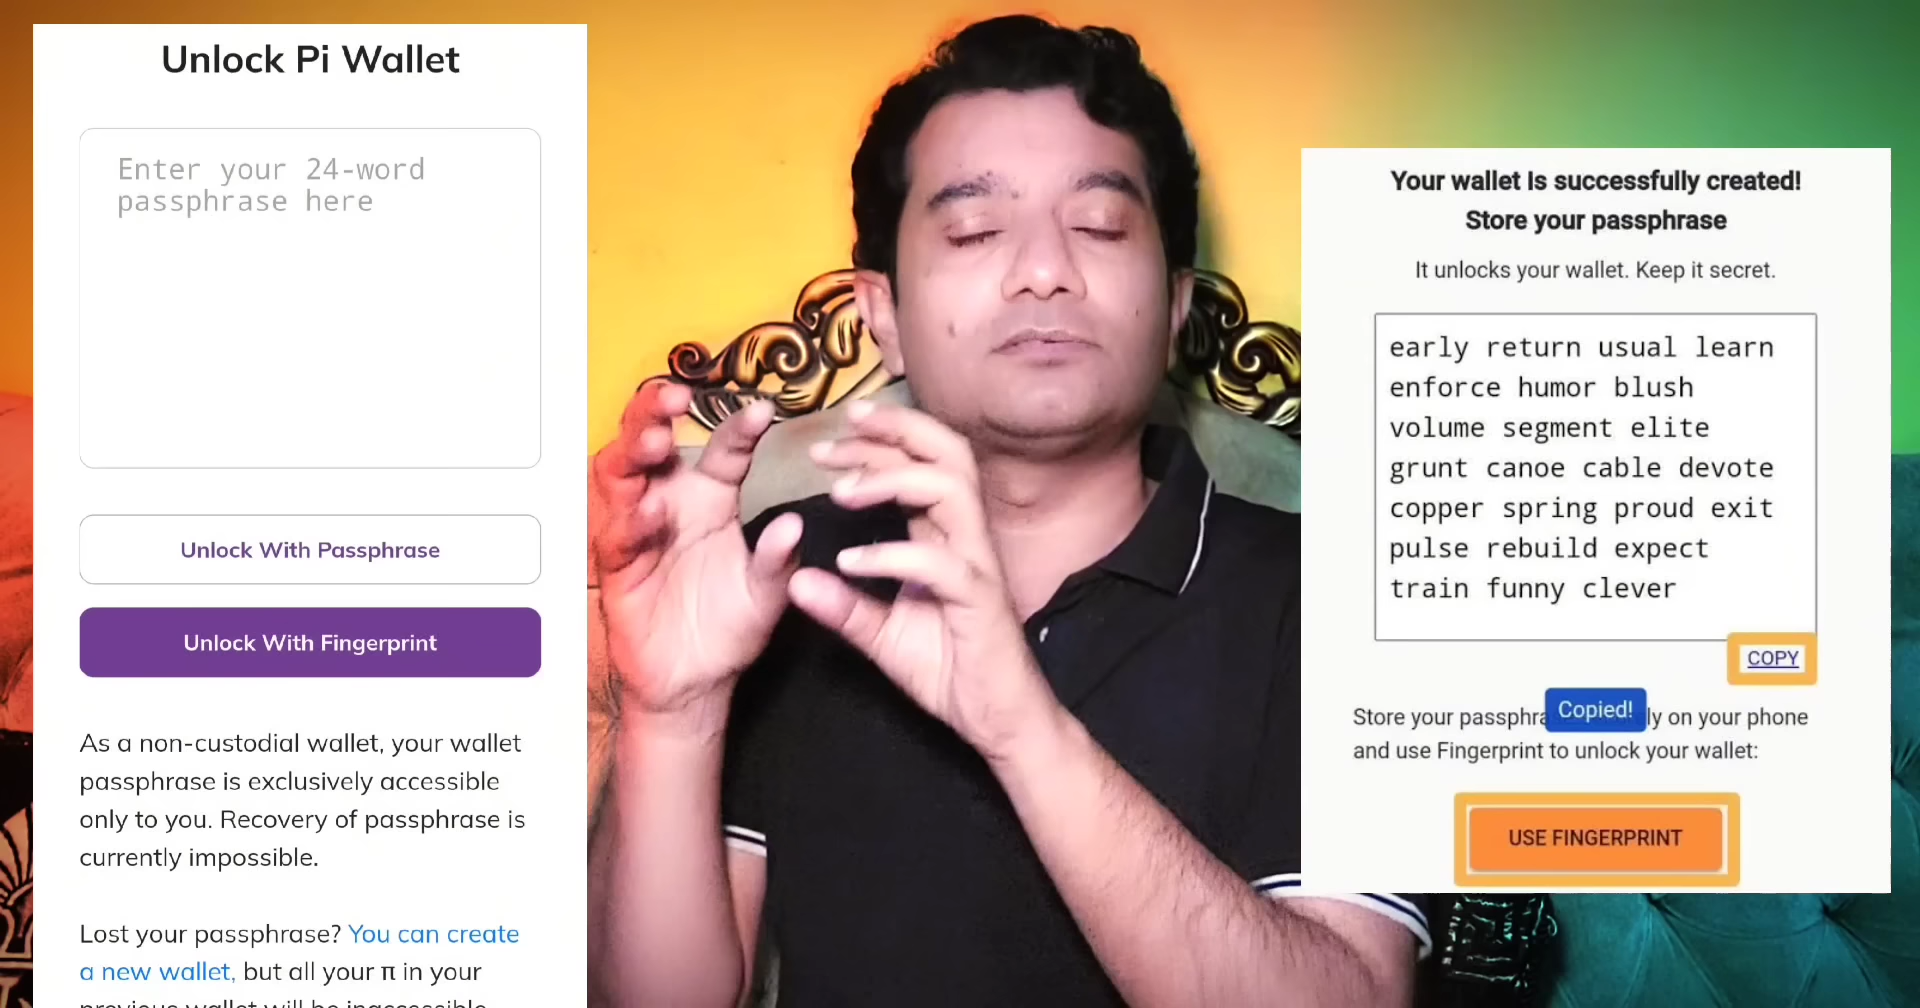 Unlock Pi Wallet
Enter your 24-word
passphrase here
Unlock With Passphrase
Unlock With Fingerprint
As a non-custodial wallet, your wallet
passphrase is exclusively accessible
only to you. Recovery of passphrase is
currently impossible.
Lost your passphrase? You can create
a new wallet, but all your π in your
previous wallet will be inaccessible
Your wallet Is successfully created!
Store your passphrase
It unlocks your wallet. Keep it secret.
early return usual learn
enforce humor blush
volume segment elite
grunt canoe cable devote
copper spring proud exit
pulse rebuild expect
train funny clever
COPY
Copied!
Store your passphra ly on your phone
and use Fingerprint to unlock your wallet:
USE FINGERPRINT